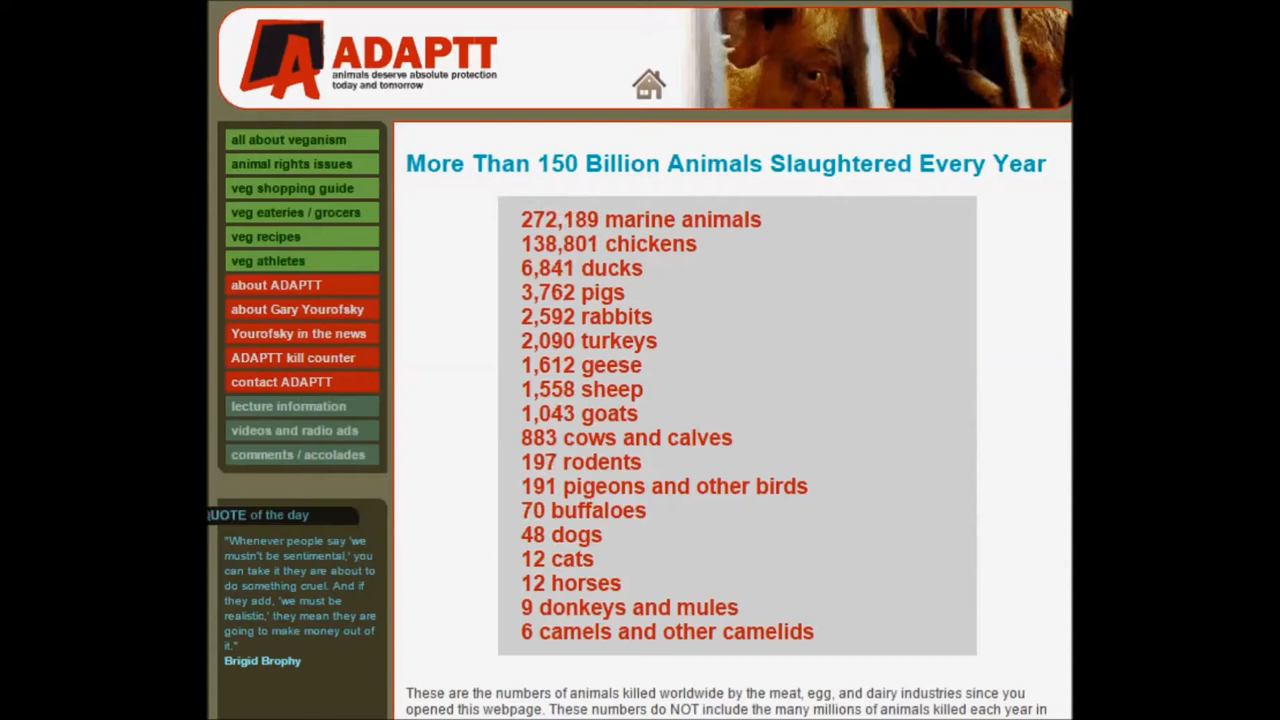 ADAPTT
animals deserve absolute protection
today and tomorrow
all about veganism
animal rights issues
veg shopping guide
veg eateries / grocers
veg recipes
veg athletes
about ADAPTT
about Gary Yourofsky
Yourofsky in the news
ADAPTT kill counter
contact ADAPTT
lecture information
videos and radio ads
comments / accolades
QUOTE of the day
"Whenever people say 'we
mustn't be sentimental,' you
can take it they are about to
do something cruel. And if
they add, 'we must be
realistic,' they mean they are
going to make money out of
it."
Brigid Brophy
More Than 150 Billion Animals Slaughtered Every Year
272,189 marine animals
138,801 chickens
6,841 ducks
3,762 pigs
2,592 rabbits
2,090 turkeys
1,612 geese
1,558 sheep
1,043 goats
883 cows and calves
197 rodents
191 pigeons and other birds
70 buffaloes
48 dogs
12 cats
12 horses
9 donkeys and mules
6 camels and other camelids
These are the numbers of animals killed worldwide by the meat, egg, and dairy industries since you
opened this webpage. These numbers do NOT include the many millions of animals killed each year in